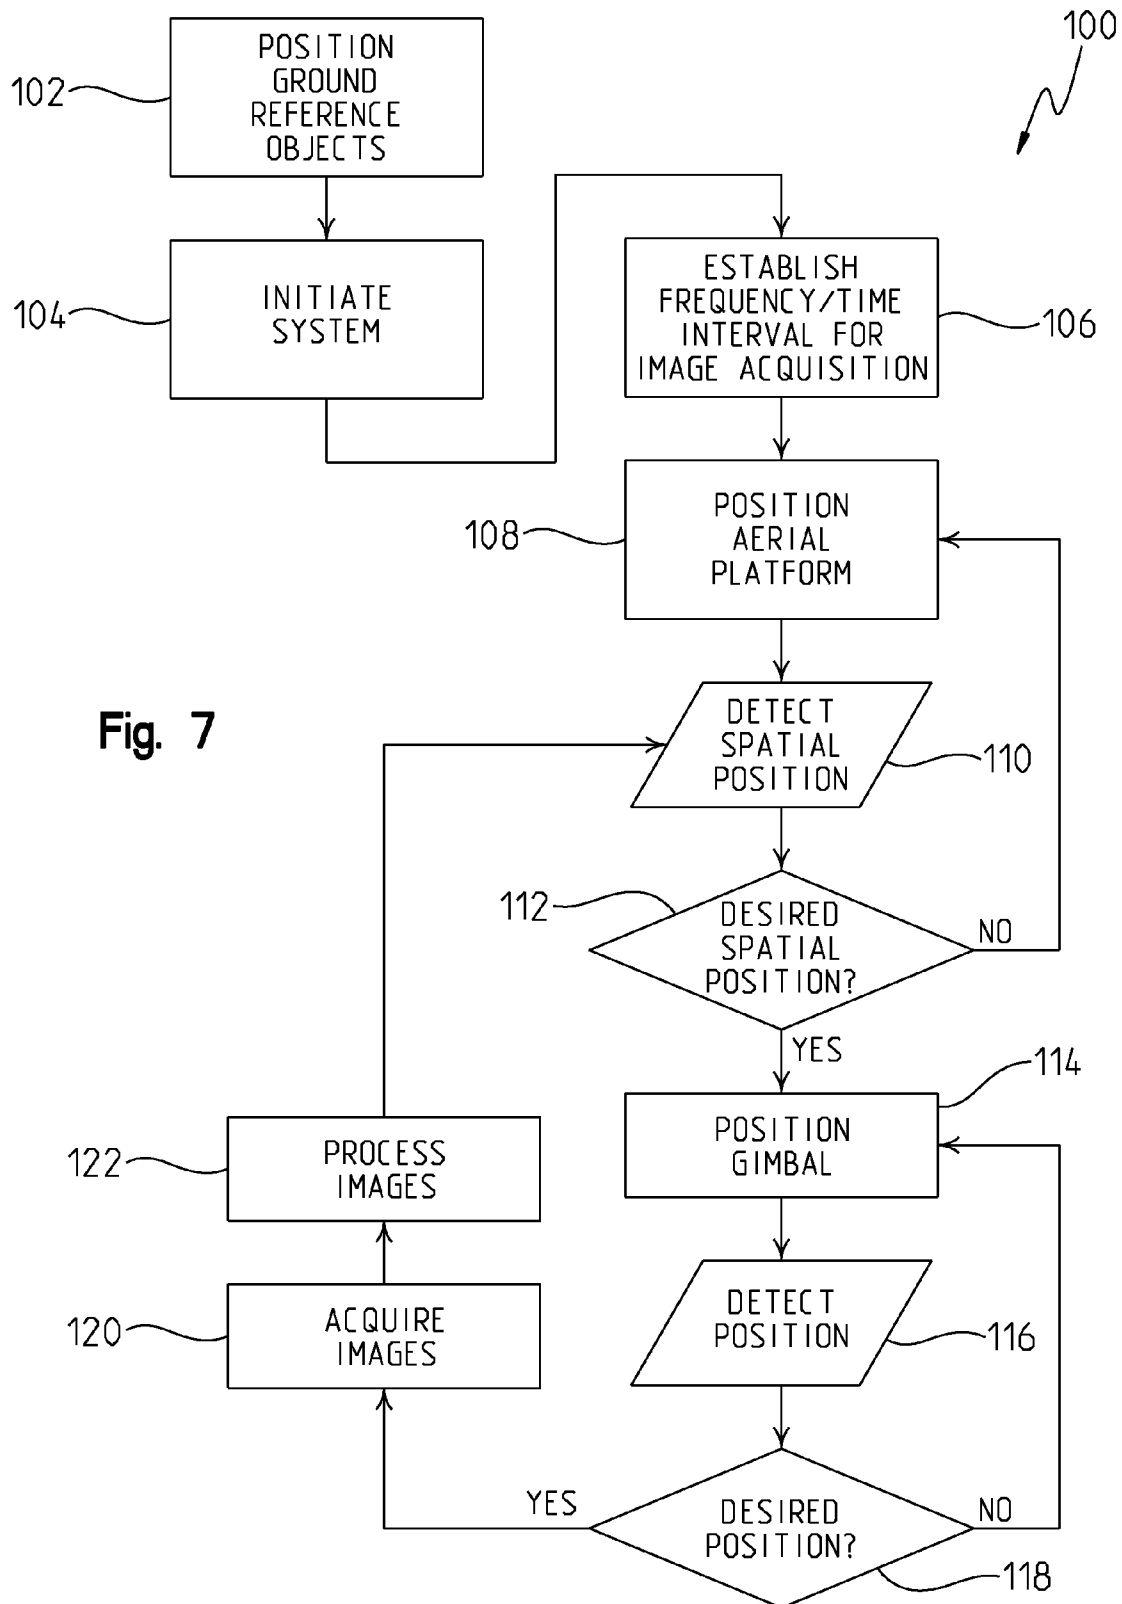 100
POSITION
GROUND
REFERENCE
OBJECTS
102
INITIATE
SYSTEM
104
ESTABLISH
FREQUENCY/TIME
INTERVAL FOR
IMAGE ACQUISITION
106
POSITION
AERIAL
PLATFORM
108
Fig. 7
DETECT
SPATIAL
POSITION
110
DESIRED
SPATIAL
POSITION?
112
NO
YES
POSITION
GIMBAL
114
DETECT
POSITION
116
DESIRED
POSITION?
118
NO
YES
ACQUIRE
IMAGES
120
PROCESS
IMAGES
122